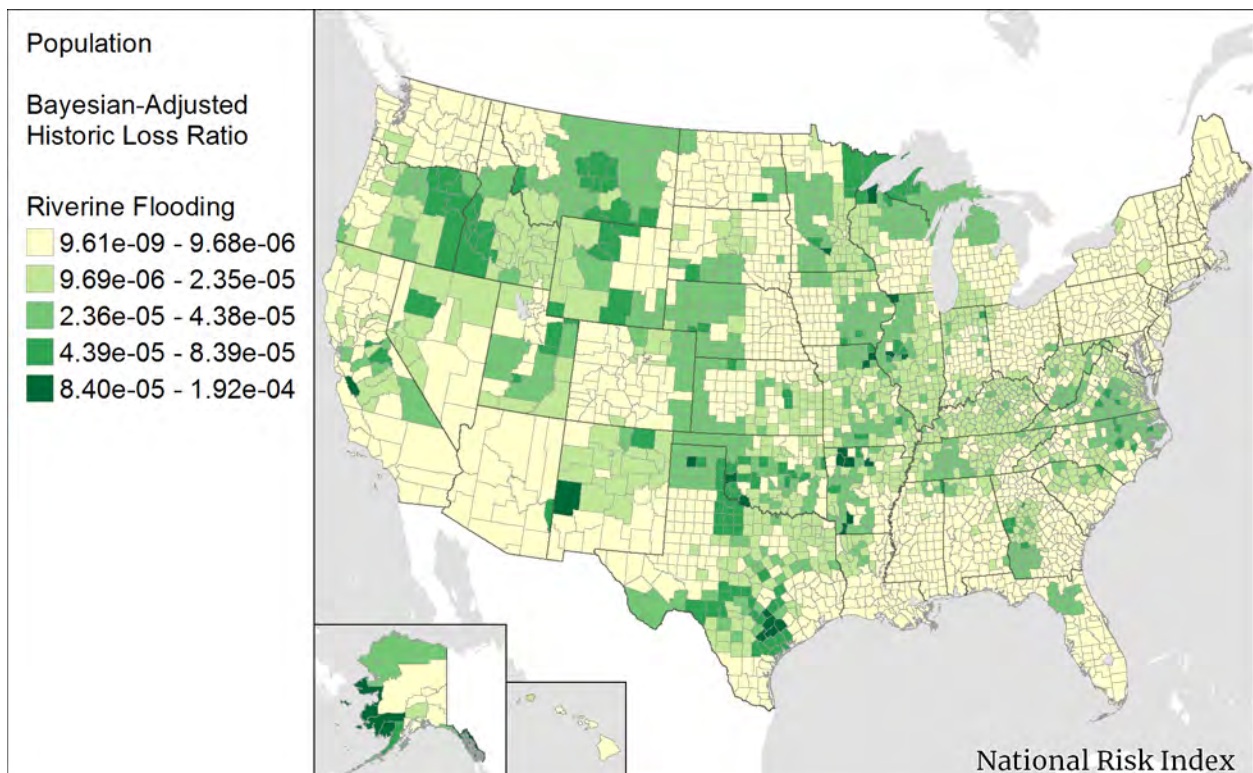 Population
Bayesian-Adjusted
Historic Loss Ratio
Riverine Flooding
9.61e-09 - 9.68e-06
9.69e-06 - 2.35e-05
2.36e-05 - 4.38e-05
4.39e-05 - 8.39e-05
8.40e-05 - 1.92e-04
National Risk Index